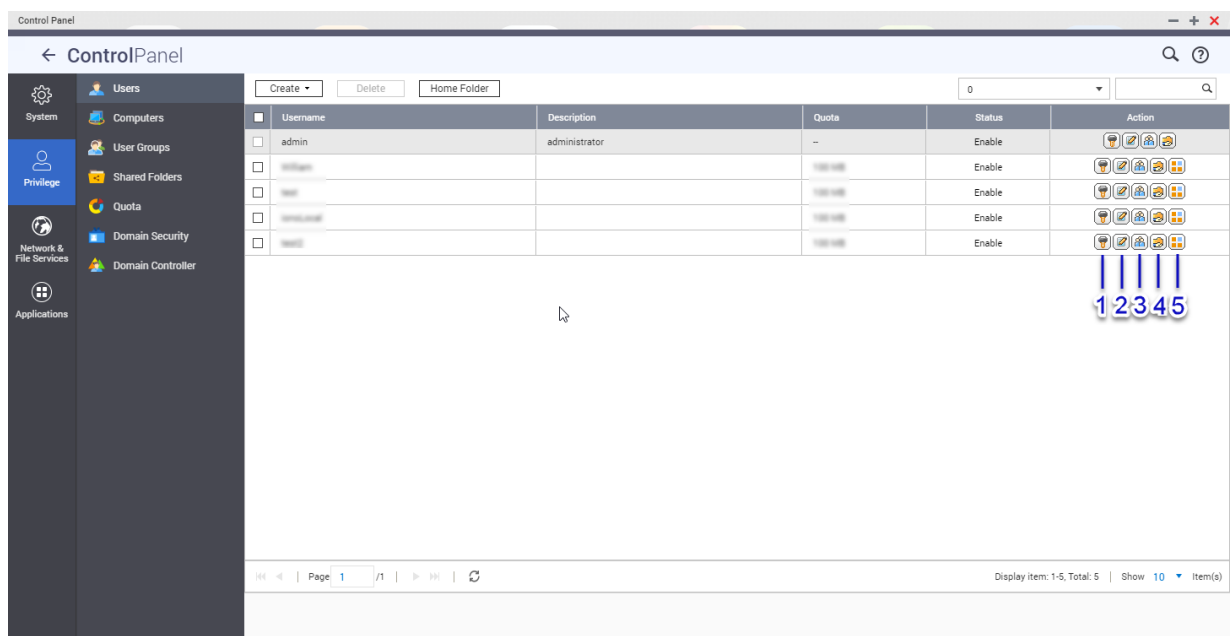 Control Panel
ControlPanel
System
Privilege
Network &
File Services
Applications
Users
Computers
User Groups
Shared Folders
Quota
Domain Security
Domain Controller
Create Delete Home Folder 0
Username Description Quota Status Action
admin administrator -- Enable
Enable
Enable
Enable
Enable
1 2 3 4 5
Page 1 /1 Display item: 1-5, Total: 5 | Show 10 Item(s)